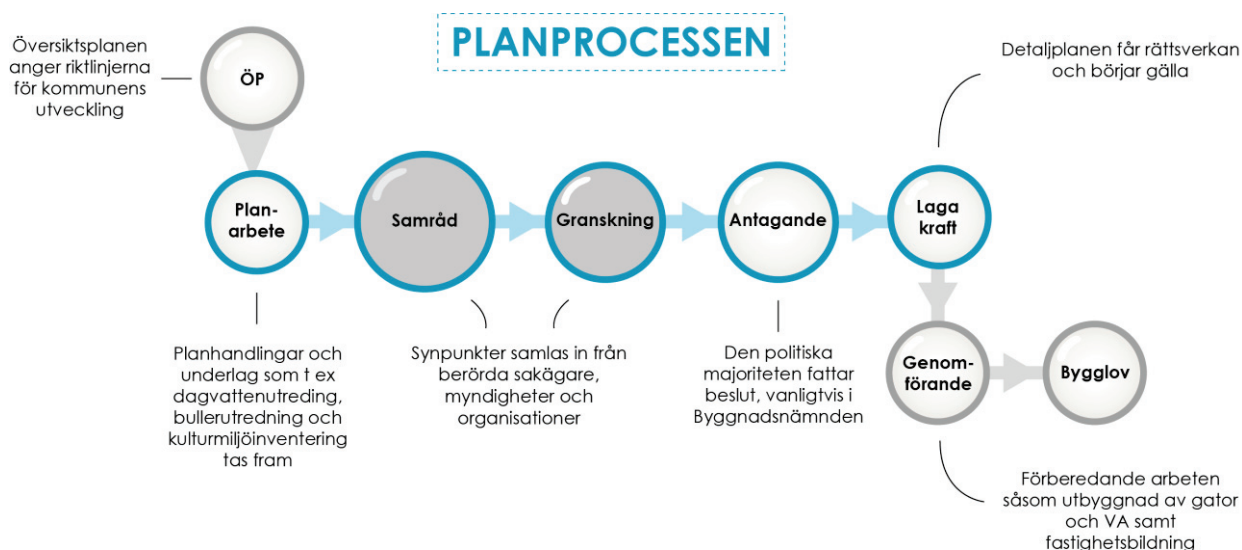 PLANPROCESSEN
Översiktsplanen
anger riktlinjerna
för kommunens
utveckling
ÖP
Detaljplanen får rättsverkan
och börjar gälla
Plan-
arbete
Samråd
Granskning
Antagande
Laga
kraft
Planhandlingar och
underlag som t ex
dagvattenutreding,
bullerutredning och
kulturmiljöinventering
tas fram
Synpunkter samlas in från
berörda sakägare,
myndigheter och
organisationer
Den politiska
majoriteten fattar
beslut, vanligtvis i
Byggnadsnämnden
Genom-
förande
Bygglov
Förberedande arbeten
såsom utbyggnad av gator
och VA samt
fastighetsbildning